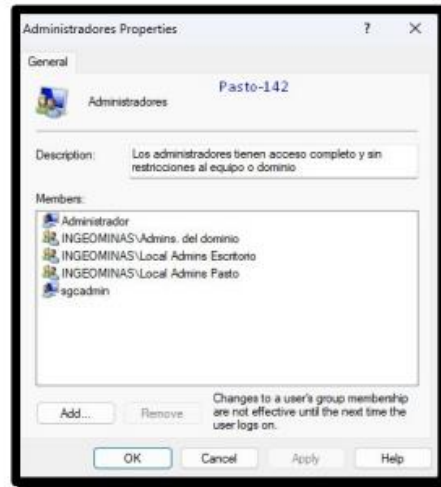 Administradores Properties ? ×
General
Pasto-142
Administradores
Description:
Los administradores tienen acceso completo y sin
restricciones al equipo o dominio
Members:
Administrador
INGEOMINAS\Admins. del dominio
INGEOMINAS\Local Admins Escritorio
INGEOMINAS\Local Admins Pasto
sgcadmin
Add...
Remove
Changes to a user's group membership
are not effective until the next time the
user logs on.
OK
Cancel
Apply
Help